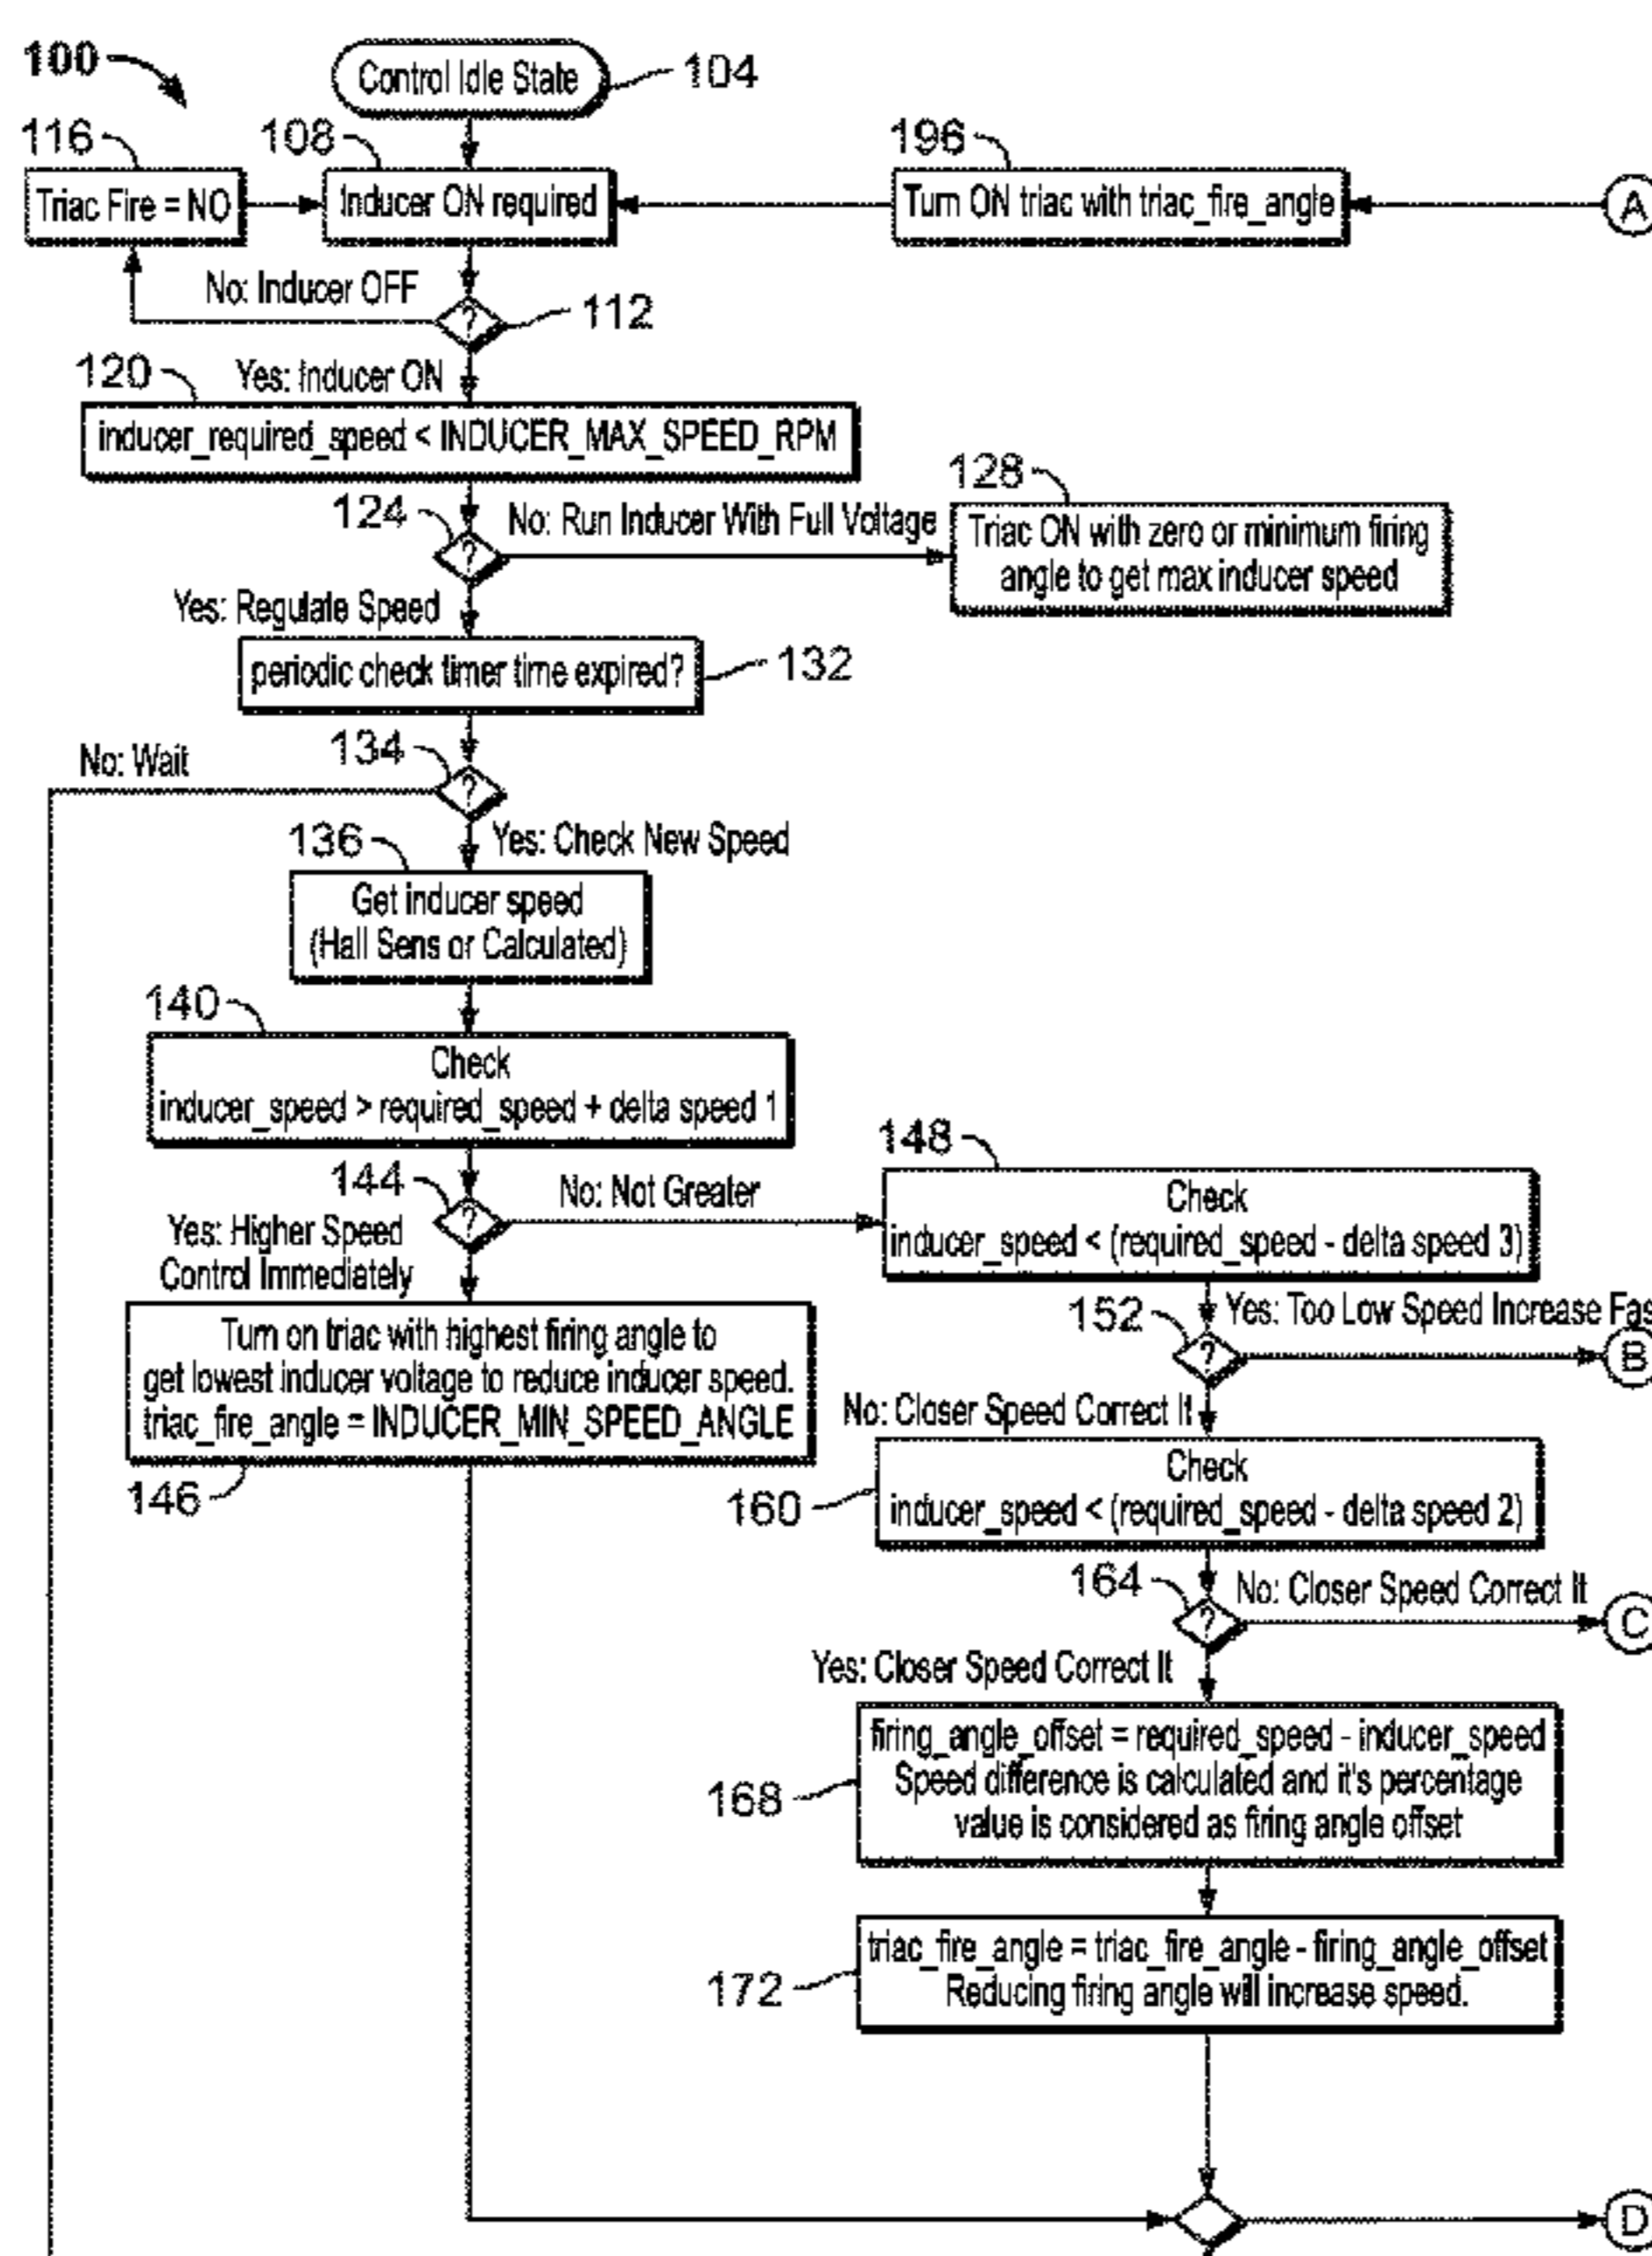 100
Control Idle State
104
116
108
196
Triac Fire = NO
Inducer ON required
Turn ON triac with triac_fire_angle
A
No: Inducer OFF
?
112
120
Yes: Inducer ON
inducer_required_speed < INDUCER_MAX_SPEED_RPM
124
?
No: Run Inducer With Full Voltage
128
Triac ON with zero or minimum firing
angle to get max inducer speed
Yes: Regulate Speed
periodic check timer time expired?
132
No: Wait
134
?
136
Yes: Check New Speed
Get inducer speed
(Hall Sens or Calculated)
140
Check
inducer_speed > required_speed + delta speed 1
144
?
No: Not Greater
148
Check
inducer_speed < (required_speed - delta speed 3)
Yes: Higher Speed
Control Immediately
152
?
Yes: Too Low Speed Increase Fas
B
Turn on triac with highest firing angle to
get lowest inducer voltage to reduce inducer speed.
triac_fire_angle = INDUCER_MIN_SPEED_ANGLE
146
No: Closer Speed Correct It
160
Check
inducer_speed < (required_speed - delta speed 2)
164
?
No: Closer Speed Correct It
C
Yes: Closer Speed Correct It
168
firing_angle_offset = required_speed - inducer_speed
Speed difference is calculated and it's percentage
value is considered as firing angle offset
172
triac_fire_angle = triac_fire_angle - firing_angle_offset
Reducing firing angle will increase speed.
D